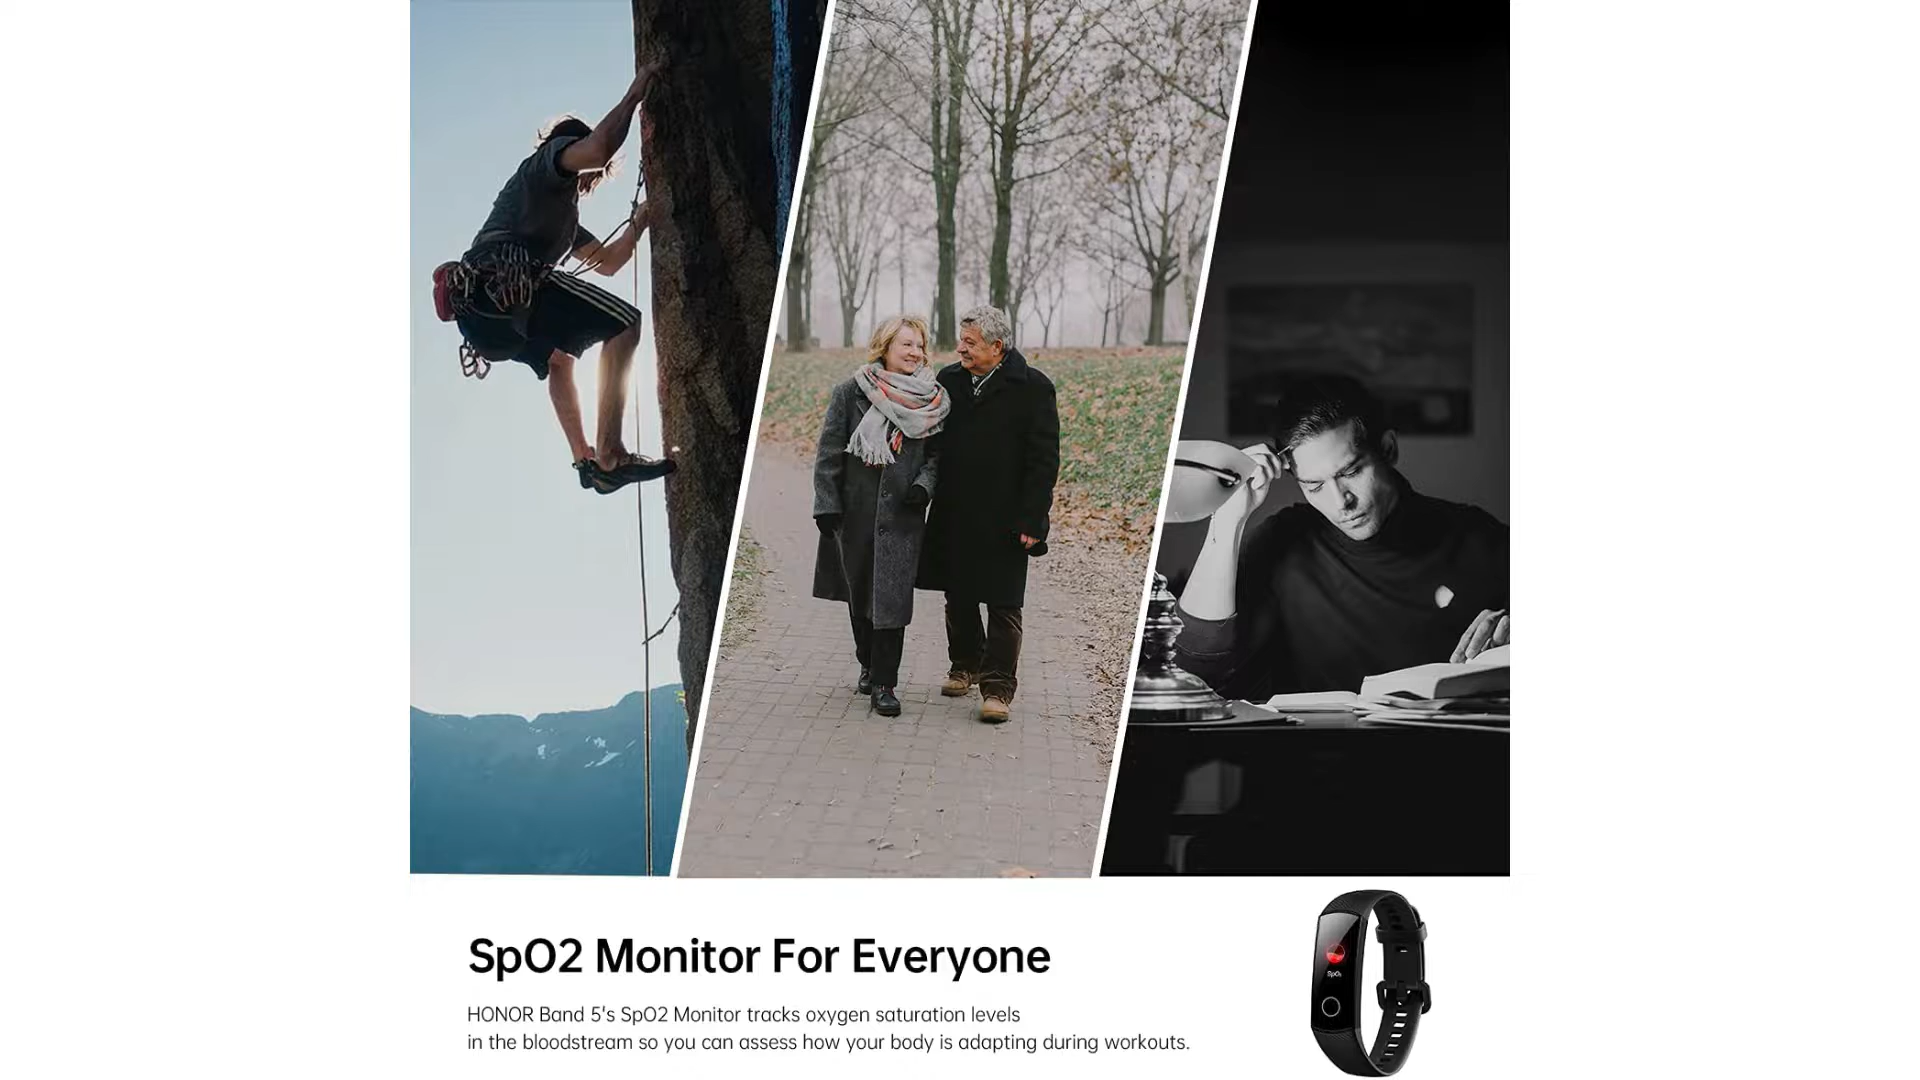 SpO2 Monitor For Everyone
HONOR Band 5's SpO2 Monitor tracks oxygen saturation levels
in the bloodstream so you can assess how your body is adapting during workouts.
SpO₂